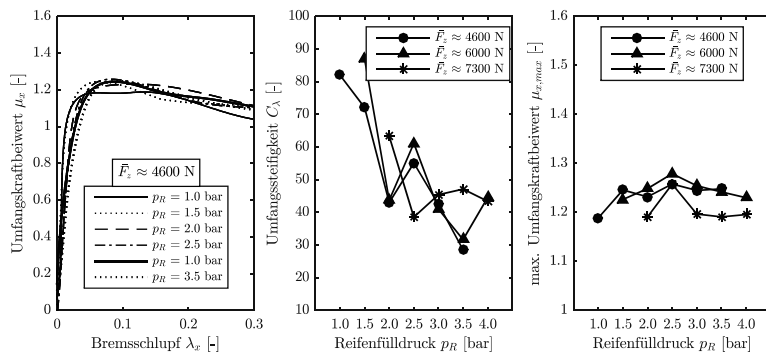 1.6
1.4
1.2
1
0.8
0.6
0.4
0.2
0
0
0.1
0.2
0.3
Umfangskraftbeiwert μx [-]
Bremsschlupf λx [-]
F̄z ≈ 4600 N
pR = 1.0 bar
pR = 1.5 bar
pR = 2.0 bar
pR = 2.5 bar
pR = 1.0 bar
pR = 3.5 bar
100
90
80
70
60
50
40
30
20
10
1.0 1.5 2.0 2.5 3.0 3.5 4.0
Umfangssteifigkeit Cλ [-]
Reifenfülldruck pR [bar]
F̄z ≈ 4600 N
F̄z ≈ 6000 N
F̄z ≈ 7300 N
1.6
1.5
1.4
1.3
1.2
1.1
1
1.0 1.5 2.0 2.5 3.0 3.5 4.0
max. Umfangskraftbeiwert μx,max [-]
Reifenfülldruck pR [bar]
F̄z ≈ 4600 N
F̄z ≈ 6000 N
F̄z ≈ 7300 N